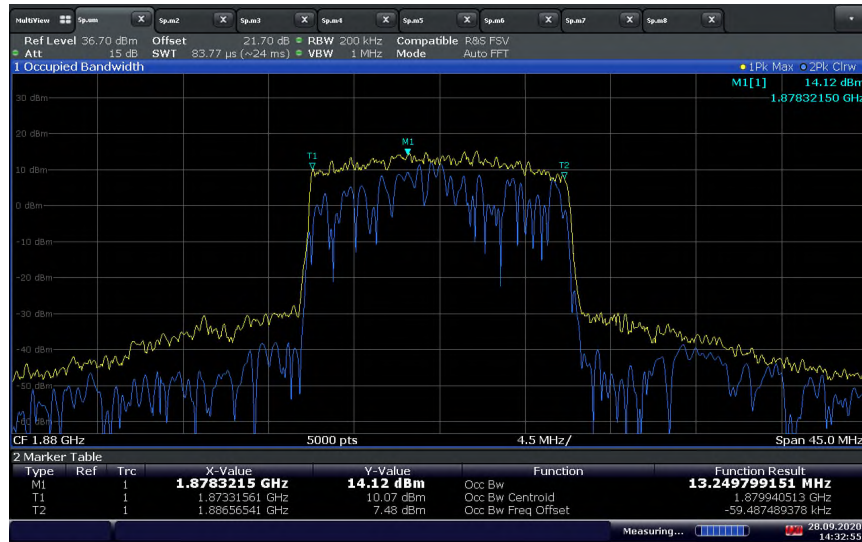 MultiView Sp.um X Sp.m2 X Sp.m3 X Sp.m4 X Sp.m5 X Sp.m6 X Sp.m7 X Sp.m8 X
Ref Level 36.70 dBm Offset 21.70 dB RBW 200 kHz Compatible R&S FSV
Att 15 dB SWT 83.77 µs (~24 ms) VBW 1 MHz Mode Auto FFT
1 Occupied Bandwidth 1Pk Max 2Pk Clrw
M1[1] 14.12 dBm
1.87832150 GHz
30 dBm
20 dBm
M1
T1
T2
10 dBm
0 dBm
-10 dBm
-20 dBm
-30 dBm
-40 dBm
-50 dBm
CF 1.88 GHz 5000 pts 4.5 MHz/ Span 45.0 MHz
2 Marker Table
Type Ref Trc X-Value Y-Value Function Function Result
M1 1 1.8783215 GHz 14.12 dBm Occ Bw 13.249799151 MHz
T1 1 1.87331561 GHz 10.07 dBm Occ Bw Centroid 1.879940513 GHz
T2 1 1.88656541 GHz 7.48 dBm Occ Bw Freq Offset -59.487489378 kHz
Measuring... 28.09.2020
14:32:55